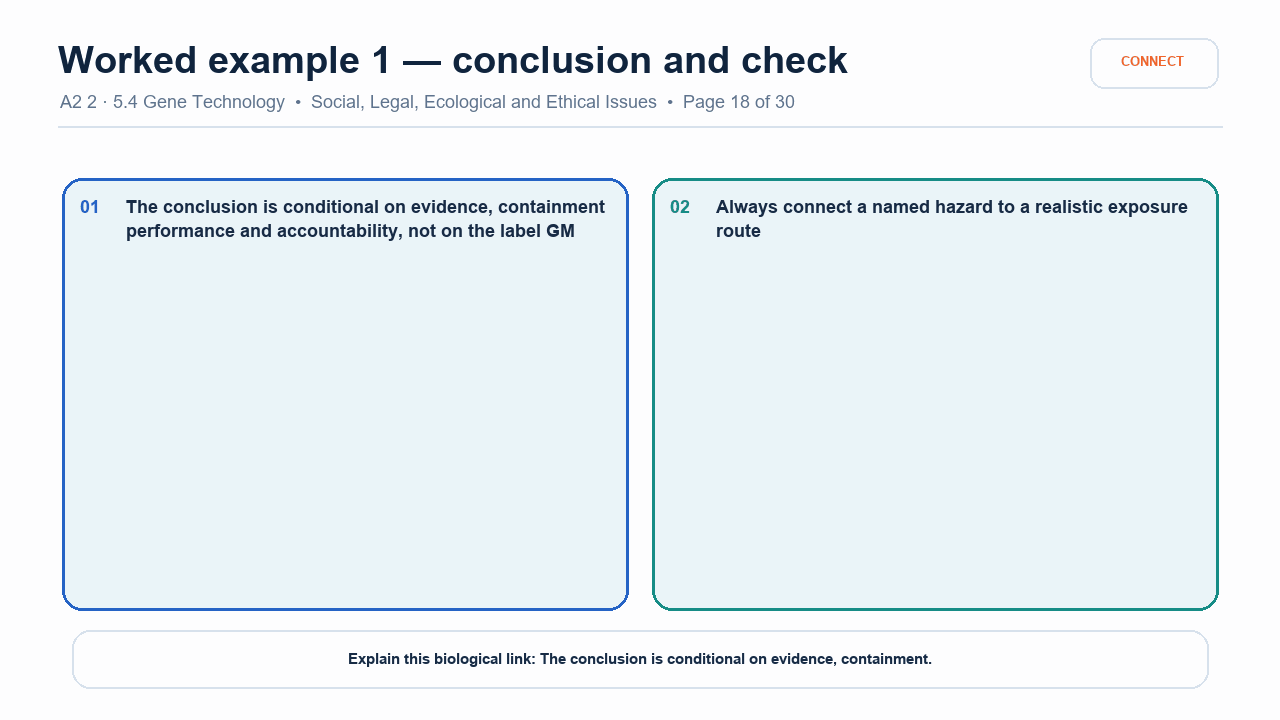 Worked example 1 — conclusion and check
CONNECT
A2 2 · 5.4 Gene Technology • Social, Legal, Ecological and Ethical Issues • Page 18 of 30
01 The conclusion is conditional on evidence, containment
performance and accountability, not on the label GM
02 Always connect a named hazard to a realistic exposure
route
Explain this biological link: The conclusion is conditional on evidence, containment.